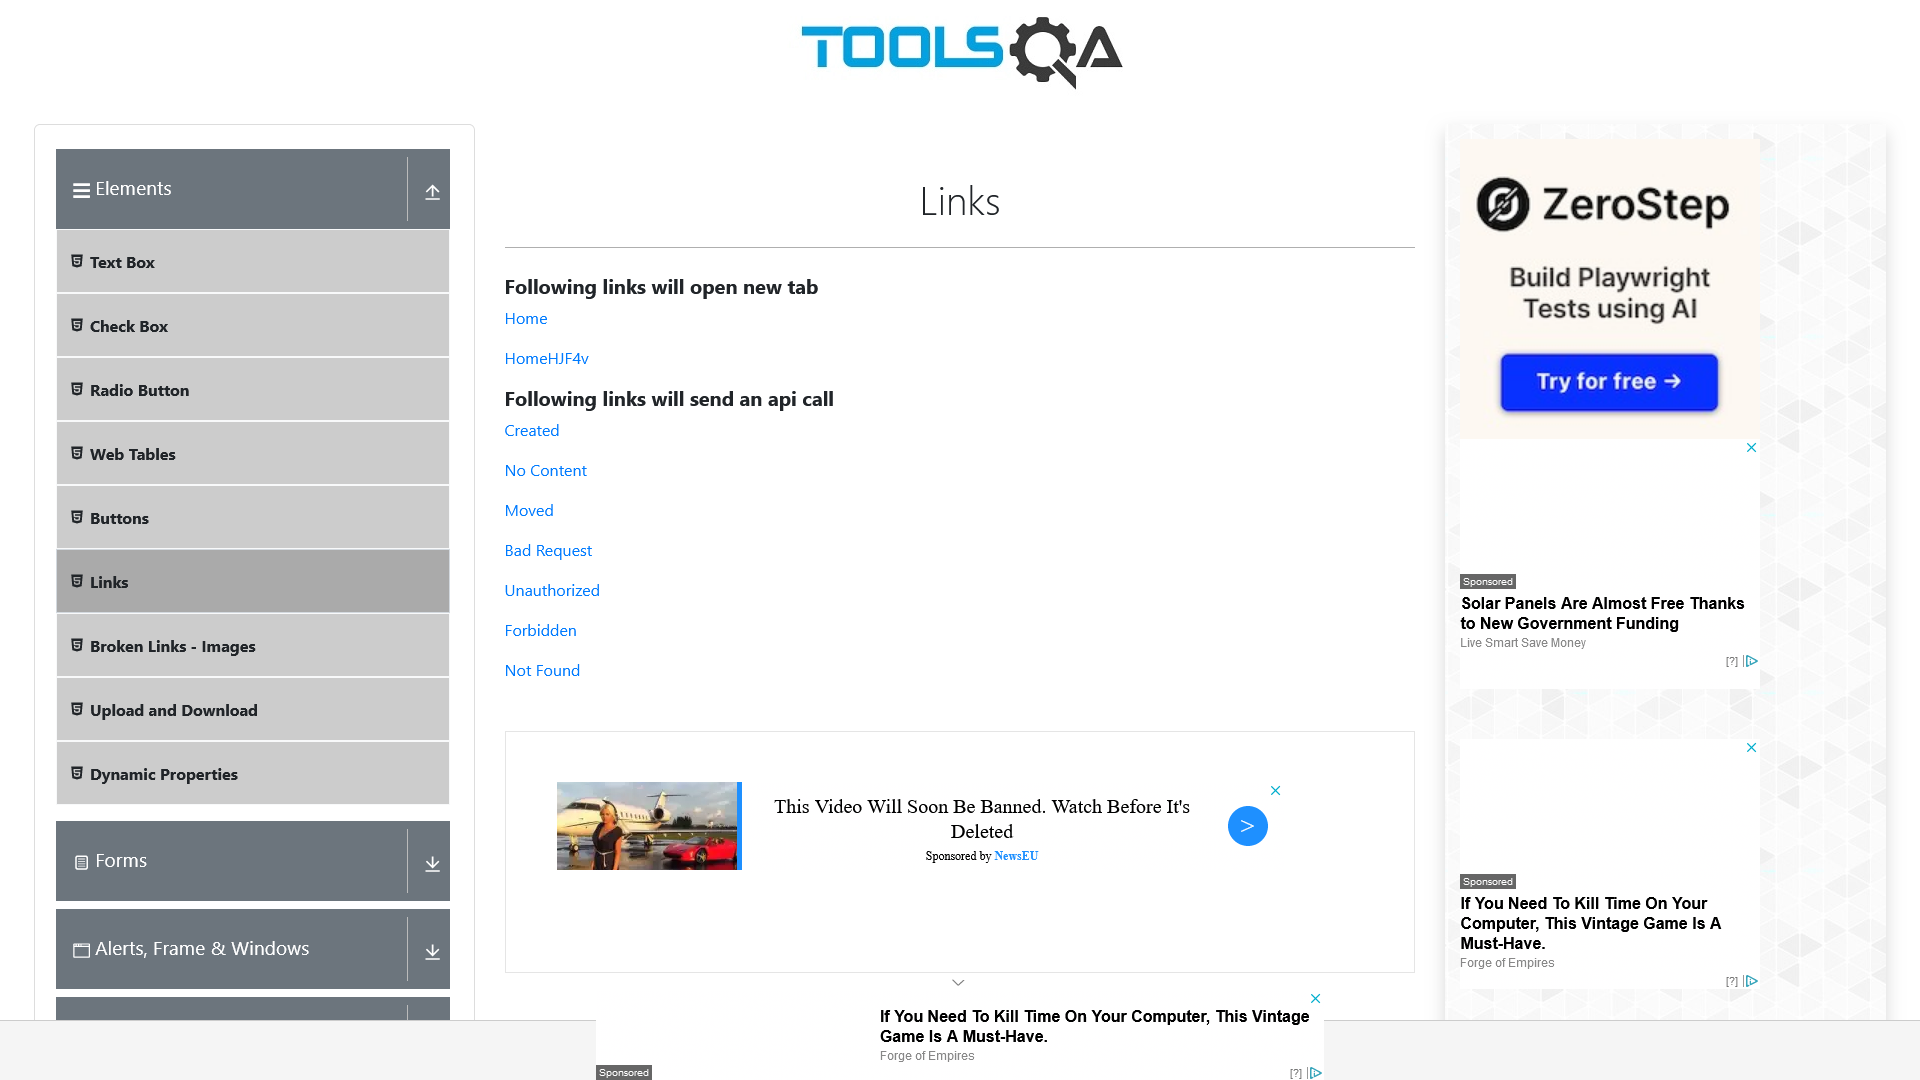 TOOLSQA
Elements
Text Box
Check Box
Radio Button
Web Tables
Buttons
Links
Broken Links - Images
Upload and Download
Dynamic Properties
Forms
Alerts, Frame & Windows
Links
Following links will open new tab
Home
HomeHJF4v
Following links will send an api call
Created
No Content
Moved
Bad Request
Unauthorized
Forbidden
Not Found
This Video Will Soon Be Banned. Watch Before It's
Deleted
Sponsored by NewsEU
>
ZeroStep
Build Playwright
Tests using AI
Try for free →
Sponsored
Solar Panels Are Almost Free Thanks
to New Government Funding
Live Smart Save Money
[?]
Sponsored
If You Need To Kill Time On Your
Computer, This Vintage Game Is A
Must-Have.
Forge of Empires
[?]
If You Need To Kill Time On Your Computer, This Vintage
Game Is A Must-Have.
Forge of Empires
Sponsored
[?]